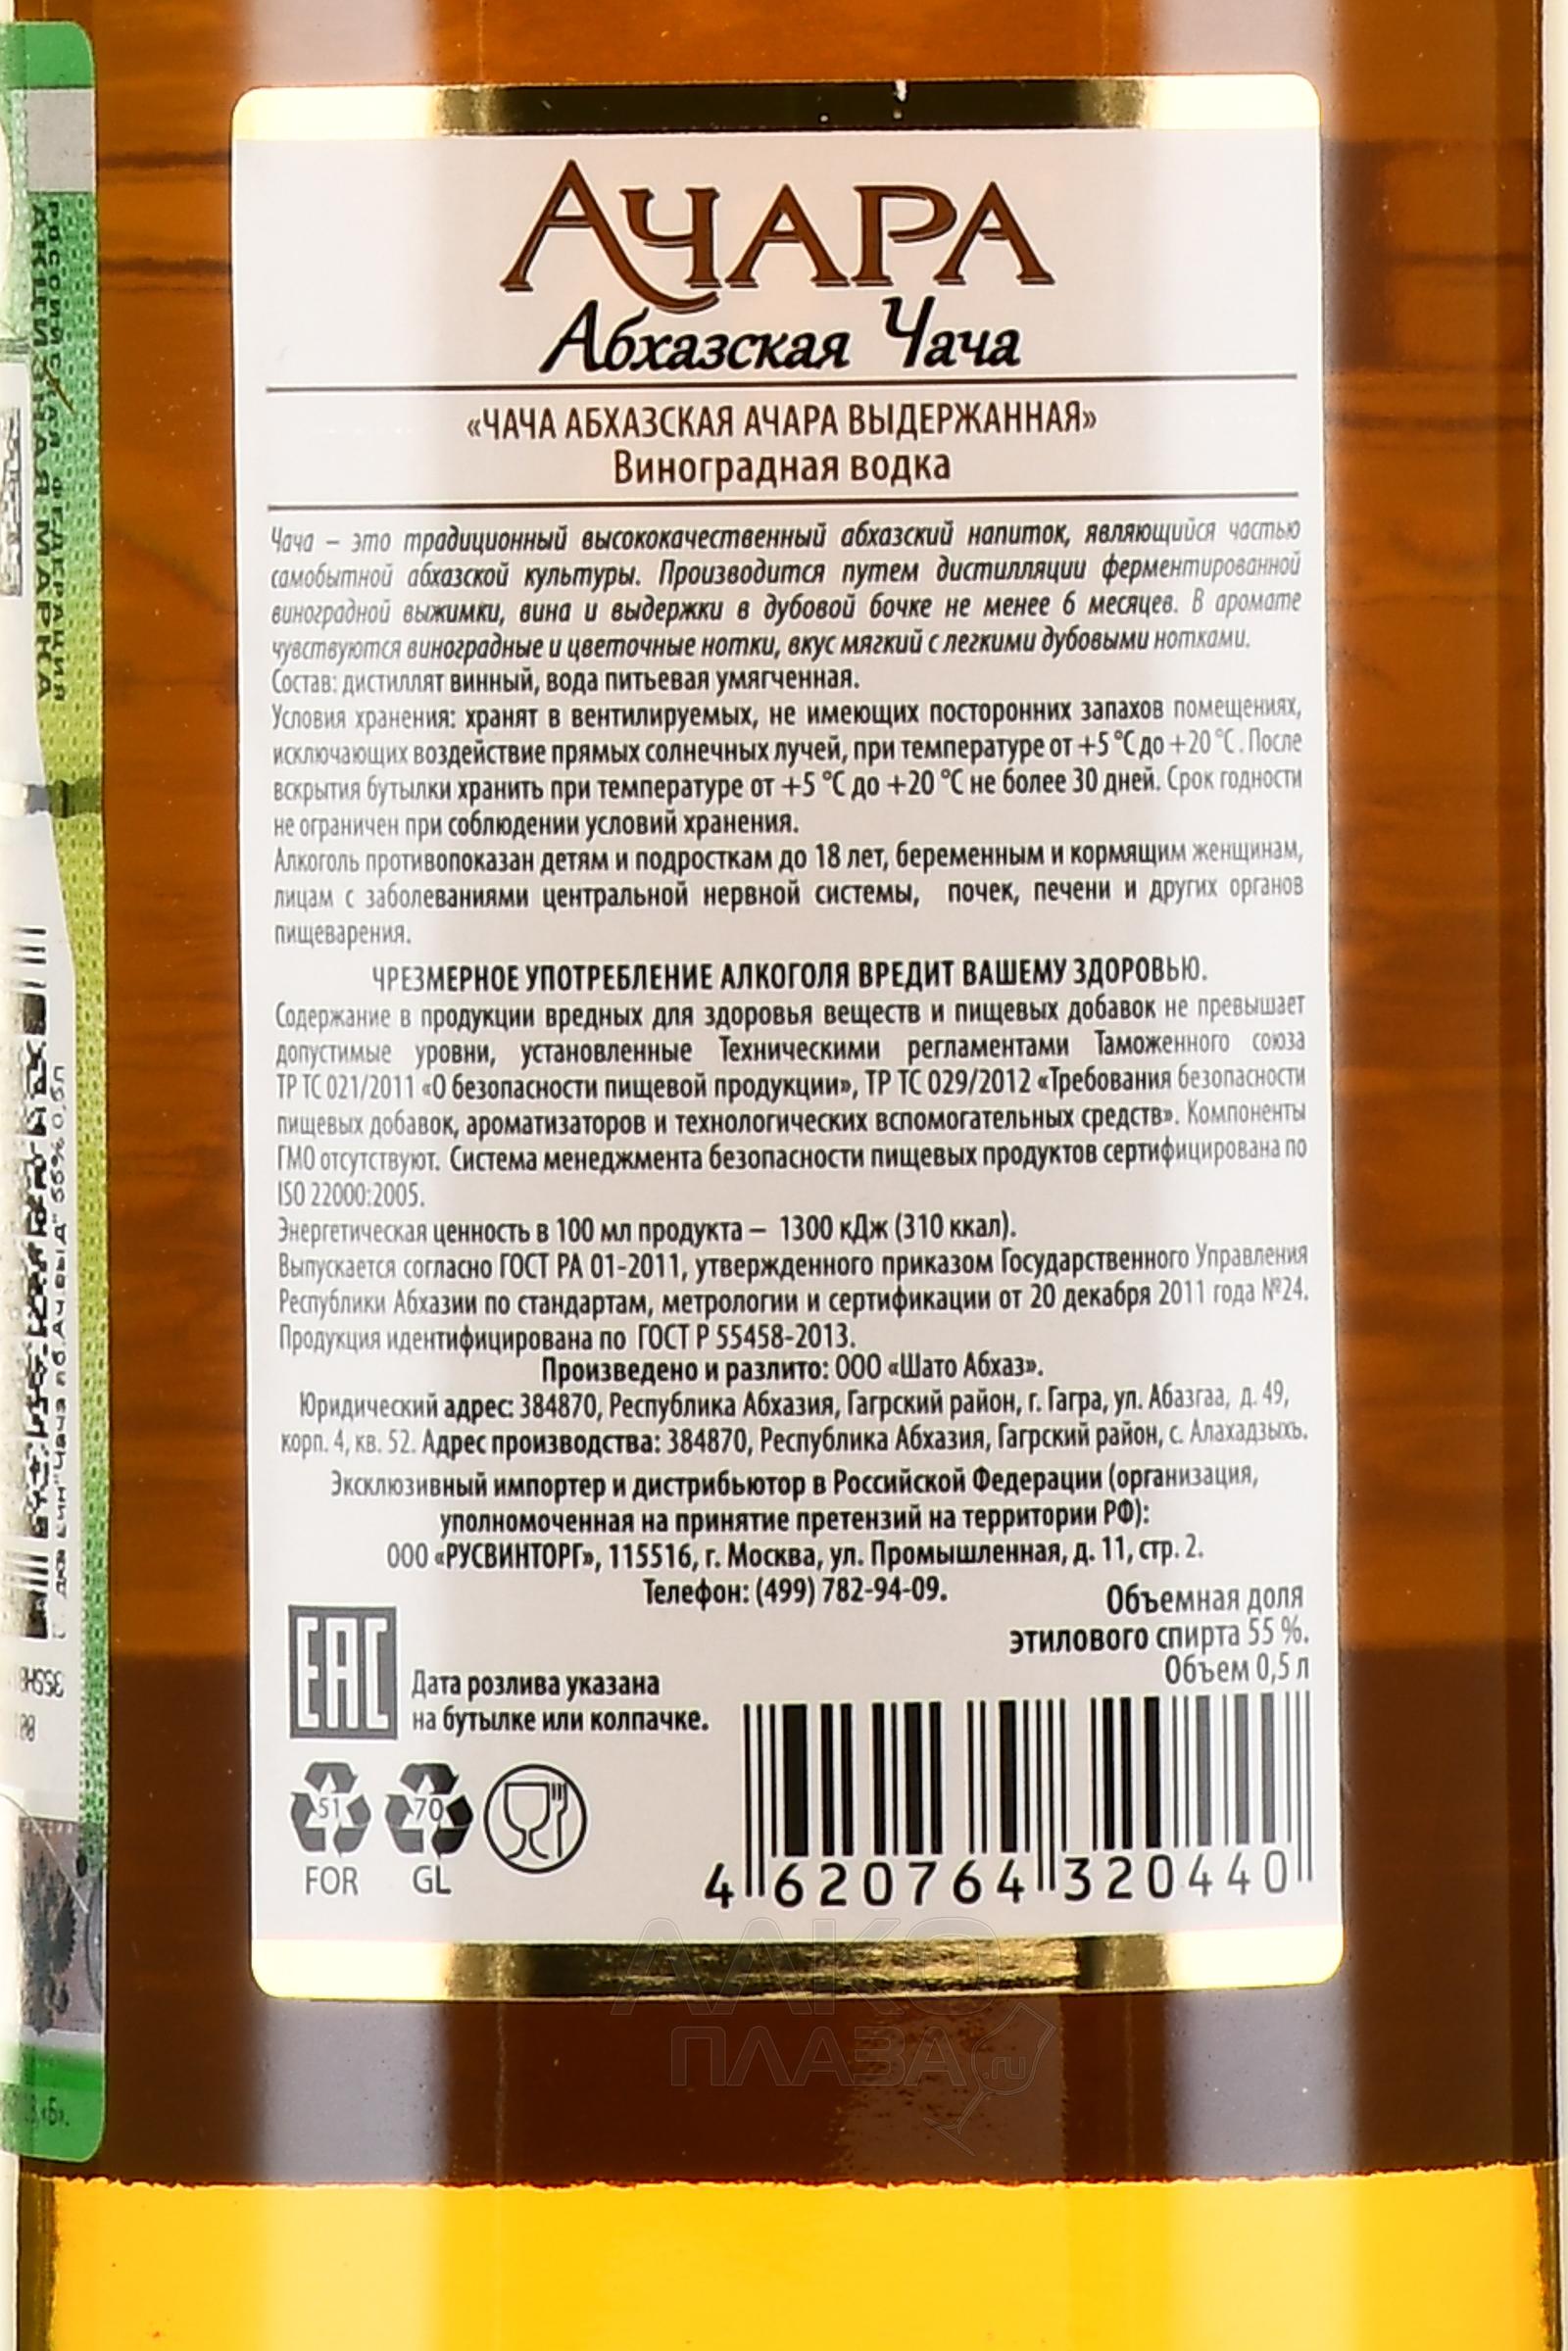 АЧАРА
Абхазская Чача
«ЧАЧА АБХАЗСКАЯ АЧАРА ВЫДЕРЖАННАЯ»
Виноградная водка
Чача – это традиционный высококачественный абхазский напиток, являющийся частью
самобытной абхазской культуры. Производится путем дистилляции ферментированной
виноградной выжимки, вина и выдержки в дубовой бочке не менее 6 месяцев. В аромате
чувствуются виноградные и цветочные нотки, вкус мягкий с легкими дубовыми нотками.
Состав: дистиллят винный, вода питьевая умягченная.
Условия хранения: хранят в вентилируемых, не имеющих посторонних запахов помещениях,
исключающих воздействие прямых солнечных лучей, при температуре от +5 °С до +20 °С. После
вскрытия бутылки хранить при температуре от +5 °С до +20 °С не более 30 дней. Срок годности
не ограничен при соблюдении условий хранения.
Алкоголь противопоказан детям и подросткам до 18 лет, беременным и кормящим женщинам,
лицам с заболеваниями центральной нервной системы, почек, печени и других органов
пищеварения.
ЧРЕЗМЕРНОЕ УПОТРЕБЛЕНИЕ АЛКОГОЛЯ ВРЕДИТ ВАШЕМУ ЗДОРОВЬЮ.
Содержание в продукции вредных для здоровья веществ и пищевых добавок не превышает
допустимые уровни, установленные Техническими регламентами Таможенного союза
ТР ТС 021/2011 «О безопасности пищевой продукции», ТР ТС 029/2012 «Требования безопасности
пищевых добавок, ароматизаторов и технологических вспомогательных средств». Компоненты
ГМО отсутствуют. Система менеджмента безопасности пищевых продуктов сертифицирована по
ISO 22000:2005.
Энергетическая ценность в 100 мл продукта – 1300 кДж (310 ккал).
Выпускается согласно ГОСТ РА 01-2011, утвержденного приказом Государственного Управления
Республики Абхазии по стандартам, метрологии и сертификации от 20 декабря 2011 года №24.
Продукция идентифицирована по ГОСТ Р 55458-2013.
Произведено и разлито: ООО «Шато Абхаз».
Юридический адрес: 384870, Республика Абхазия, Гагрский район, г. Гагра, ул. Абазгаа, д. 49,
корп. 4, кв. 52. Адрес производства: 384870, Республика Абхазия, Гагрский район, с. Алахадзыхь.
Эксклюзивный импортер и дистрибьютор в Российской Федерации (организация,
уполномоченная на принятие претензий на территории РФ):
ООО «РУСВИНТОРГ», 115516, г. Москва, ул. Промышленная, д. 11, стр. 2.
Телефон: (499) 782-94-09.
Объемная доля
этилового спирта 55 %.
Объем 0,5 л
ЕАС
Дата розлива указана
на бутылке или колпачке.
51
FOR
70
GL
4 620764 320440
РОССИЙСКАЯ ФЕДЕРАЦИЯ
АКЦИЗНАЯ МАРКА
55% 0,5л
ААКО
ПЛАЗА
.ru